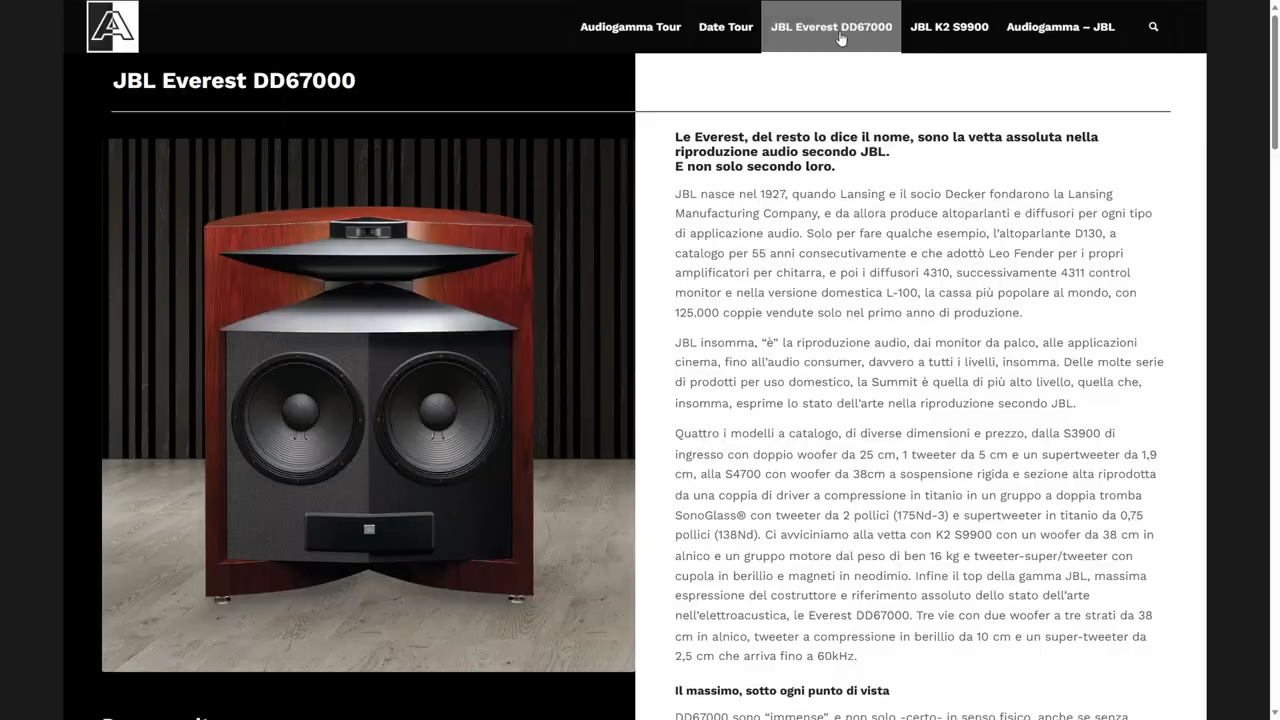 Audiogamma Tour
Date Tour
JBL Everest DD67000
JBL K2 S9900
Audiogamma – JBL
JBL Everest DD67000
Le Everest, del resto lo dice il nome, sono la vetta assoluta nella
riproduzione audio secondo JBL.
E non solo secondo loro.
JBL nasce nel 1927, quando Lansing e il socio Decker fondarono la Lansing
Manufacturing Company, e da allora produce altoparlanti e diffusori per ogni tipo
di applicazione audio. Solo per fare qualche esempio, l’altoparlante D130, a
catalogo per 55 anni consecutivamente e che adottò Leo Fender per i propri
amplificatori per chitarra, e poi i diffusori 4310, successivamente 4311 control
monitor e nella versione domestica L-100, la cassa più popolare al mondo, con
125.000 coppie vendute solo nel primo anno di produzione.
JBL insomma, “è” la riproduzione audio, dai monitor da palco, alle applicazioni
cinema, fino all’audio consumer, davvero a tutti i livelli, insomma. Delle molte serie
di prodotti per uso domestico, la Summit è quella di più alto livello, quella che,
insomma, esprime lo stato dell’arte nella riproduzione secondo JBL.
Quattro i modelli a catalogo, di diverse dimensioni e prezzo, dalla S3900 di
ingresso con doppio woofer da 25 cm, 1 tweeter da 5 cm e un supertweeter da 1,9
cm, alla S4700 con woofer da 38cm a sospensione rigida e sezione alta riprodotta
da una coppia di driver a compressione in titanio in un gruppo a doppia tromba
SonoGlass® con tweeter da 2 pollici (175Nd-3) e supertweeter in titanio da 0,75
pollici (138Nd). Ci avviciniamo alla vetta con K2 S9900 con un woofer da 38 cm in
alnico e un gruppo motore dal peso di ben 16 kg e tweeter-super/tweeter con
cupola in berillio e magneti in neodimio. Infine il top della gamma JBL, massima
espressione del costruttore e riferimento assoluto dello stato dell’arte
nell’elettroacustica, le Everest DD67000. Tre vie con due woofer a tre strati da 38
cm in alnico, tweeter a compressione in berillio da 10 cm e un super-tweeter da
2,5 cm che arriva fino a 60kHz.
Il massimo, sotto ogni punto di vista
DD67000 sono “immense”, e non solo -certo- in senso fisico, anche se senza